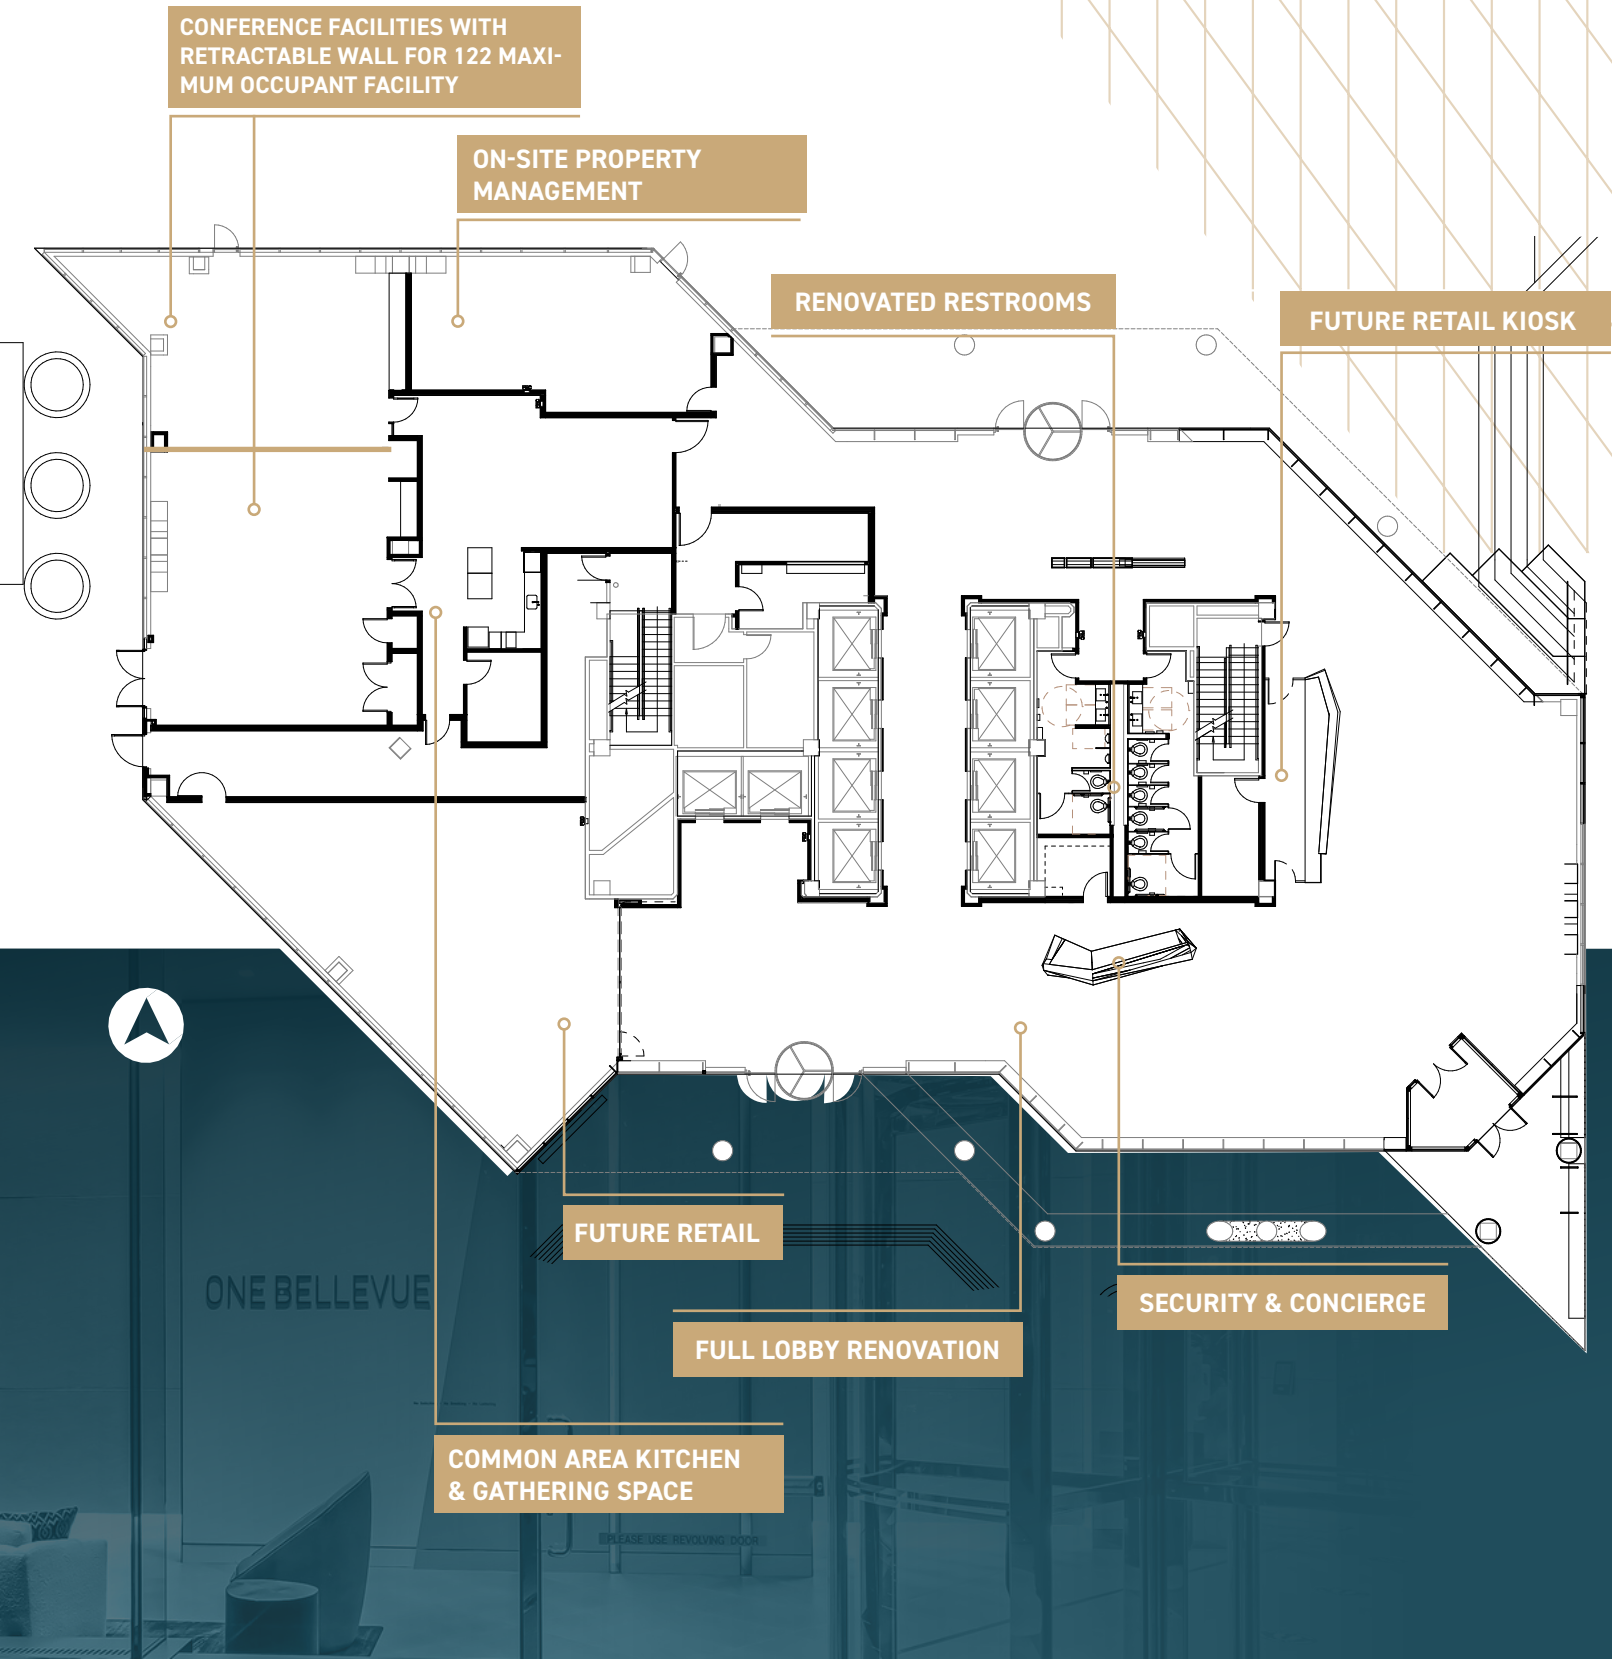 CONFERENCE FACILITIES WITH
RETRACTABLE WALL FOR 122 MAXI-
MUM OCCUPANT FACILITY
ON-SITE PROPERTY
MANAGEMENT
RENOVATED RESTROOMS
FUTURE RETAIL KIOSK
FUTURE RETAIL
ONE BELLEVUE
SECURITY & CONCIERGE
FULL LOBBY RENOVATION
COMMON AREA KITCHEN
& GATHERING SPACE
PLEASE USE REVOLVING DOOR